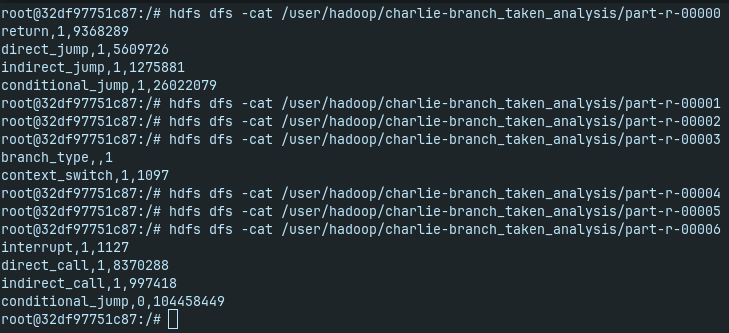 root@32df97751c87:/# hdfs dfs -cat /user/hadoop/charlie-branch_taken_analysis/part-r-00000
return,1,9368289
direct_jump,1,5609726
indirect_jump,1,1275881
conditional_jump,1,26022079
root@32df97751c87:/# hdfs dfs -cat /user/hadoop/charlie-branch_taken_analysis/part-r-00001
root@32df97751c87:/# hdfs dfs -cat /user/hadoop/charlie-branch_taken_analysis/part-r-00002
root@32df97751c87:/# hdfs dfs -cat /user/hadoop/charlie-branch_taken_analysis/part-r-00003
branch_type,,1
context_switch,1,1097
root@32df97751c87:/# hdfs dfs -cat /user/hadoop/charlie-branch_taken_analysis/part-r-00004
root@32df97751c87:/# hdfs dfs -cat /user/hadoop/charlie-branch_taken_analysis/part-r-00005
root@32df97751c87:/# hdfs dfs -cat /user/hadoop/charlie-branch_taken_analysis/part-r-00006
interrupt,1,1127
direct_call,1,8370288
indirect_call,1,997418
conditional_jump,0,104458449
root@32df97751c87:/#